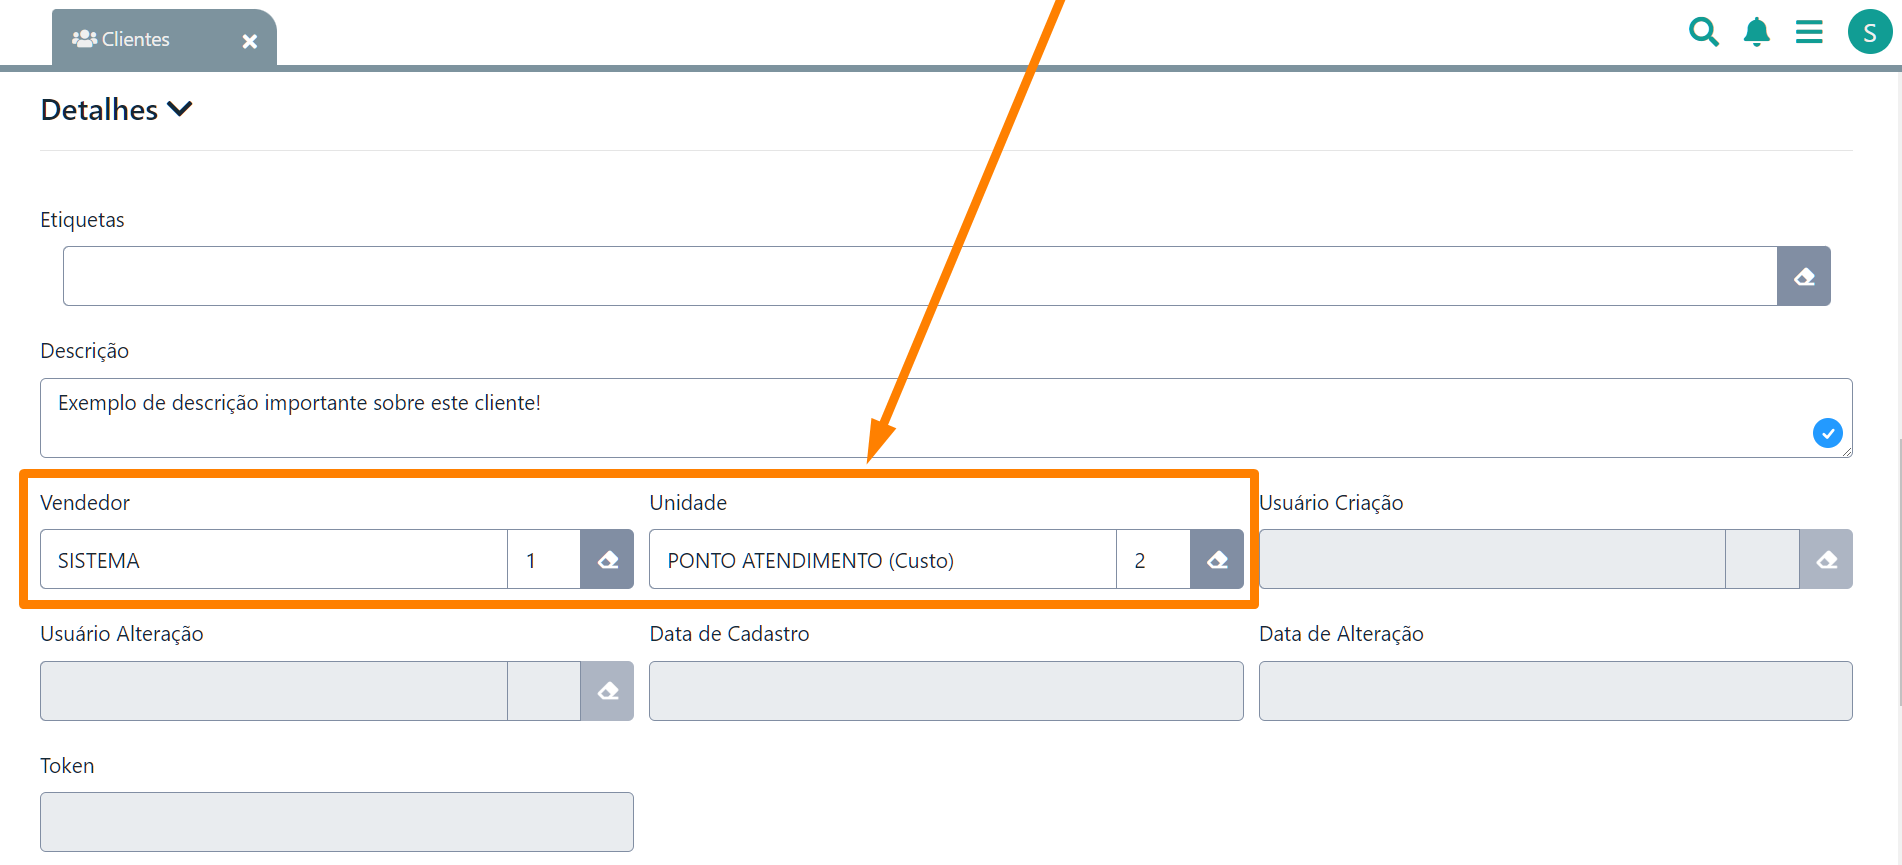 Clientes
S
Detalhes
Etiquetas
Descrição
Exemplo de descrição importante sobre este cliente!
Vendedor Unidade Usuário Criação
SISTEMA 1 PONTO ATENDIMENTO (Custo) 2
Usuário Alteração Data de Cadastro Data de Alteração
Token